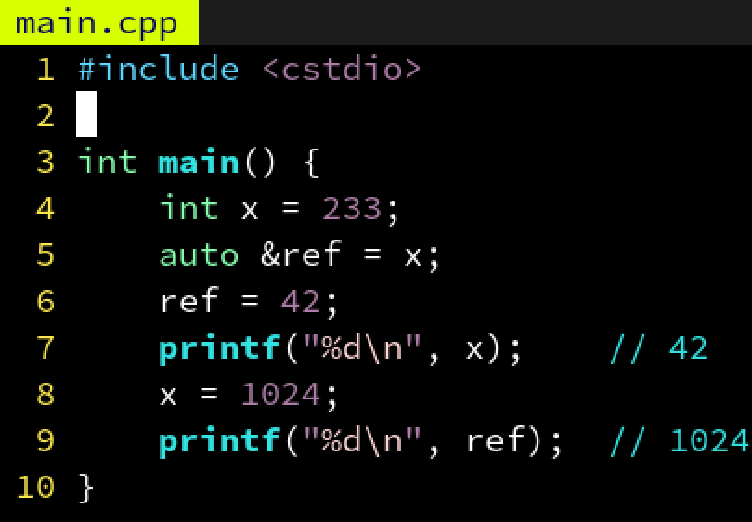 main.cpp
1 #include <cstdio>
2
3 int main() {
4     int x = 233;
5     auto &ref = x;
6     ref = 42;
7     printf("%d\n", x);    // 42
8     x = 1024;
9     printf("%d\n", ref);  // 1024
10 }